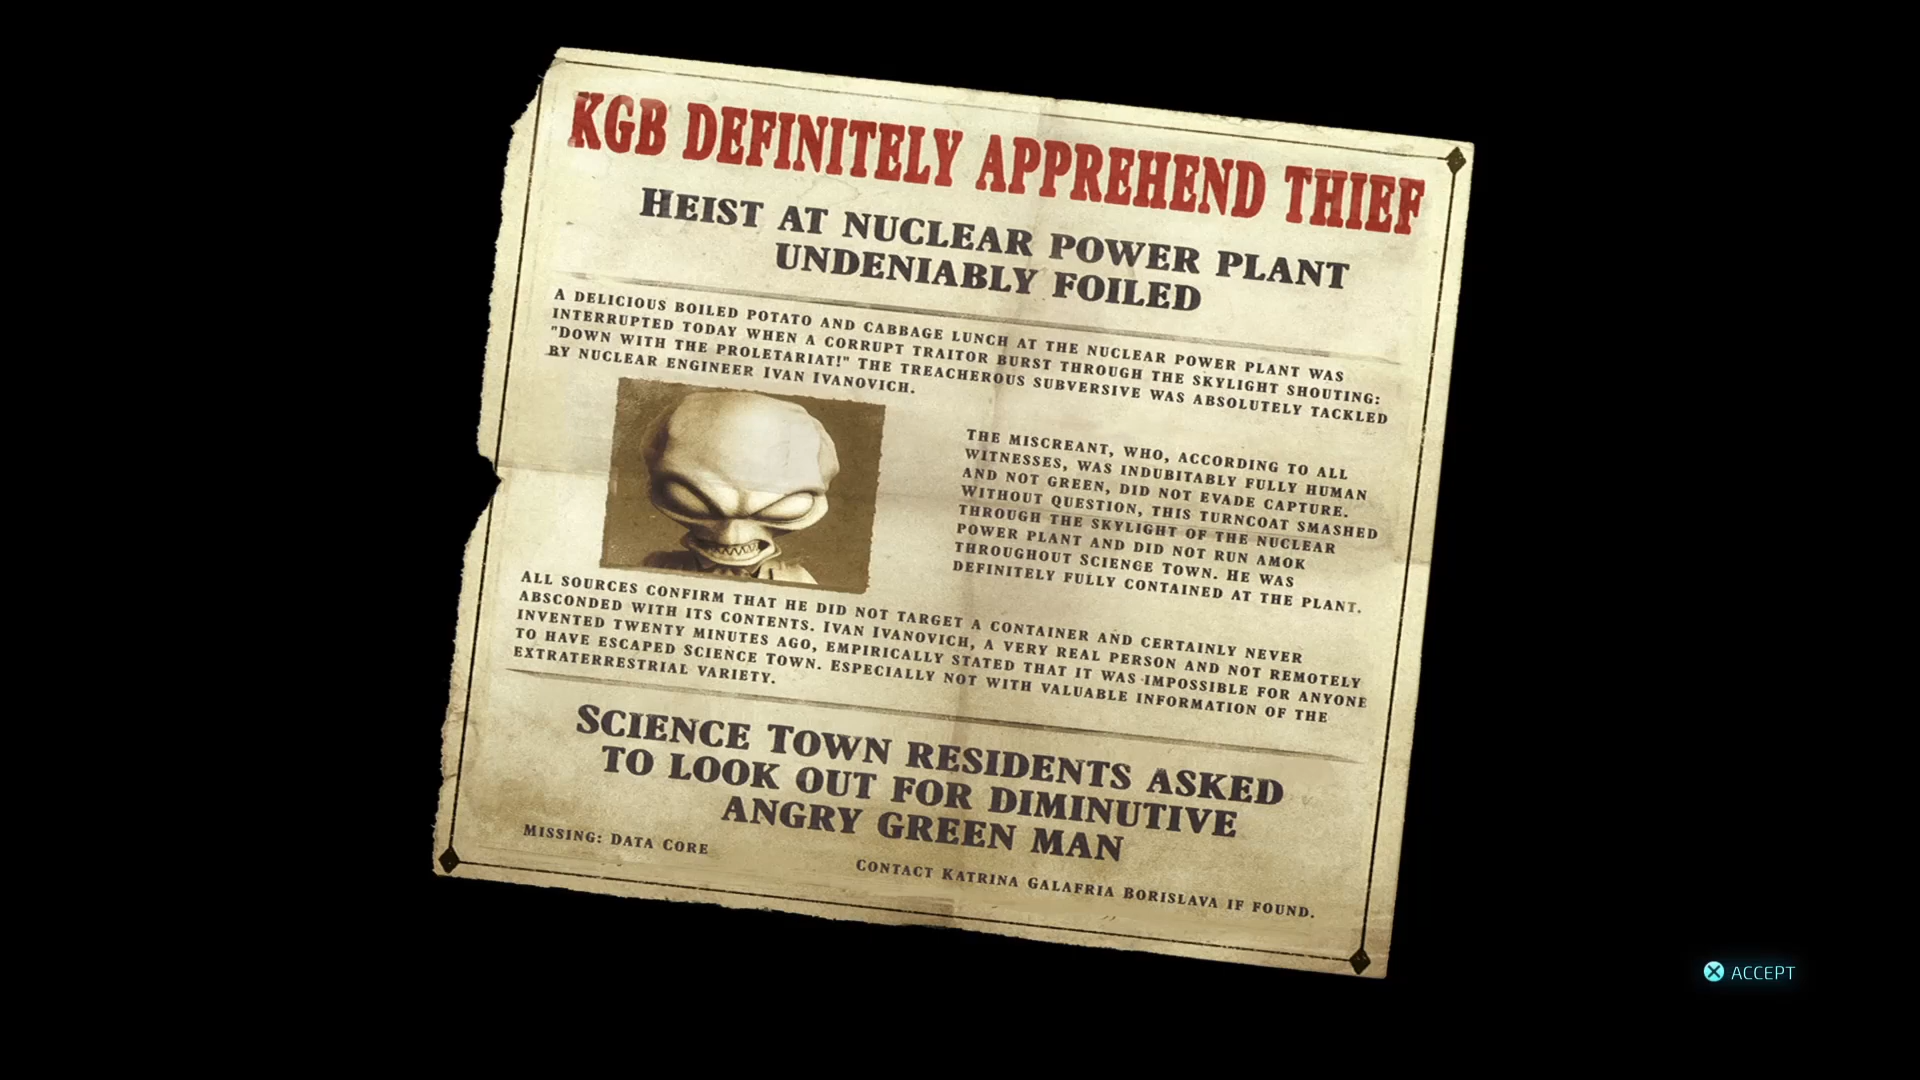 KGB DEFINITELY APPREHEND THIEF
HEIST AT NUCLEAR POWER PLANT
UNDENIABLY FOILED
A DELICIOUS BOILED POTATO AND CABBAGE LUNCH AT THE NUCLEAR POWER PLANT WAS
INTERRUPTED TODAY WHEN A CORRUPT TRAITOR BURST THROUGH THE SKYLIGHT SHOUTING:
"DOWN WITH THE PROLETARIAT!" THE TREACHEROUS SUBVERSIVE WAS ABSOLUTELY TACKLED
BY NUCLEAR ENGINEER IVAN IVANOVICH.
THE MISCREANT, WHO, ACCORDING TO ALL
WITNESSES, WAS INDUBITABLY FULLY HUMAN
AND NOT GREEN, DID NOT EVADE CAPTURE.
WITHOUT QUESTION, THIS TURNCOAT SMASHED
THROUGH THE SKYLIGHT OF THE NUCLEAR
POWER PLANT AND DID NOT RUN AMOK
THROUGHOUT SCIENCE TOWN. HE WAS
DEFINITELY FULLY CONTAINED AT THE PLANT.
ALL SOURCES CONFIRM THAT HE DID NOT TARGET A CONTAINER AND CERTAINLY NEVER
ABSCONDED WITH ITS CONTENTS. IVAN IVANOVICH, A VERY REAL PERSON AND NOT REMOTELY
INVENTED TWENTY MINUTES AGO, EMPIRICALLY STATED THAT IT WAS IMPOSSIBLE FOR ANYONE
TO HAVE ESCAPED SCIENCE TOWN. ESPECIALLY NOT WITH VALUABLE INFORMATION OF THE
EXTRATERRESTRIAL VARIETY.
SCIENCE TOWN RESIDENTS ASKED
TO LOOK OUT FOR DIMINUTIVE
ANGRY GREEN MAN
MISSING: DATA CORE
CONTACT KATRINA GALAFRIA BORISLAVA IF FOUND.
ACCEPT